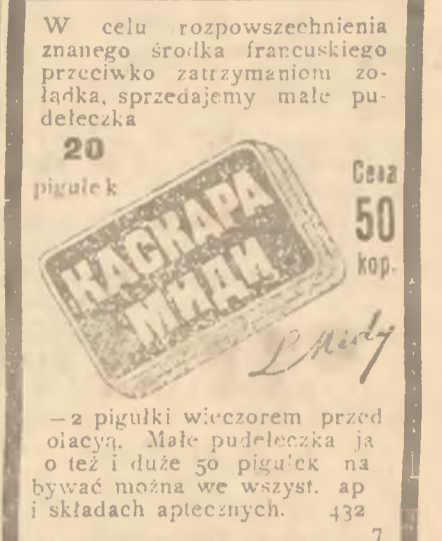 W celu rozpowszechnienia
znanego środka francuskiego
przeciwko zatrzymaniom żo-
łądka, sprzedajemy małe pu-
dełeczka
20
pigułek
Cena
50
kop.
КАСКАРА
МИДИ
L Midy
—2 pigułki wieczorem przed
olacyą. Małe pudełeczka ja
o też i duże 50 pigułek na
bywać można we wszyst. ap
i składach aptecznych. 432
7